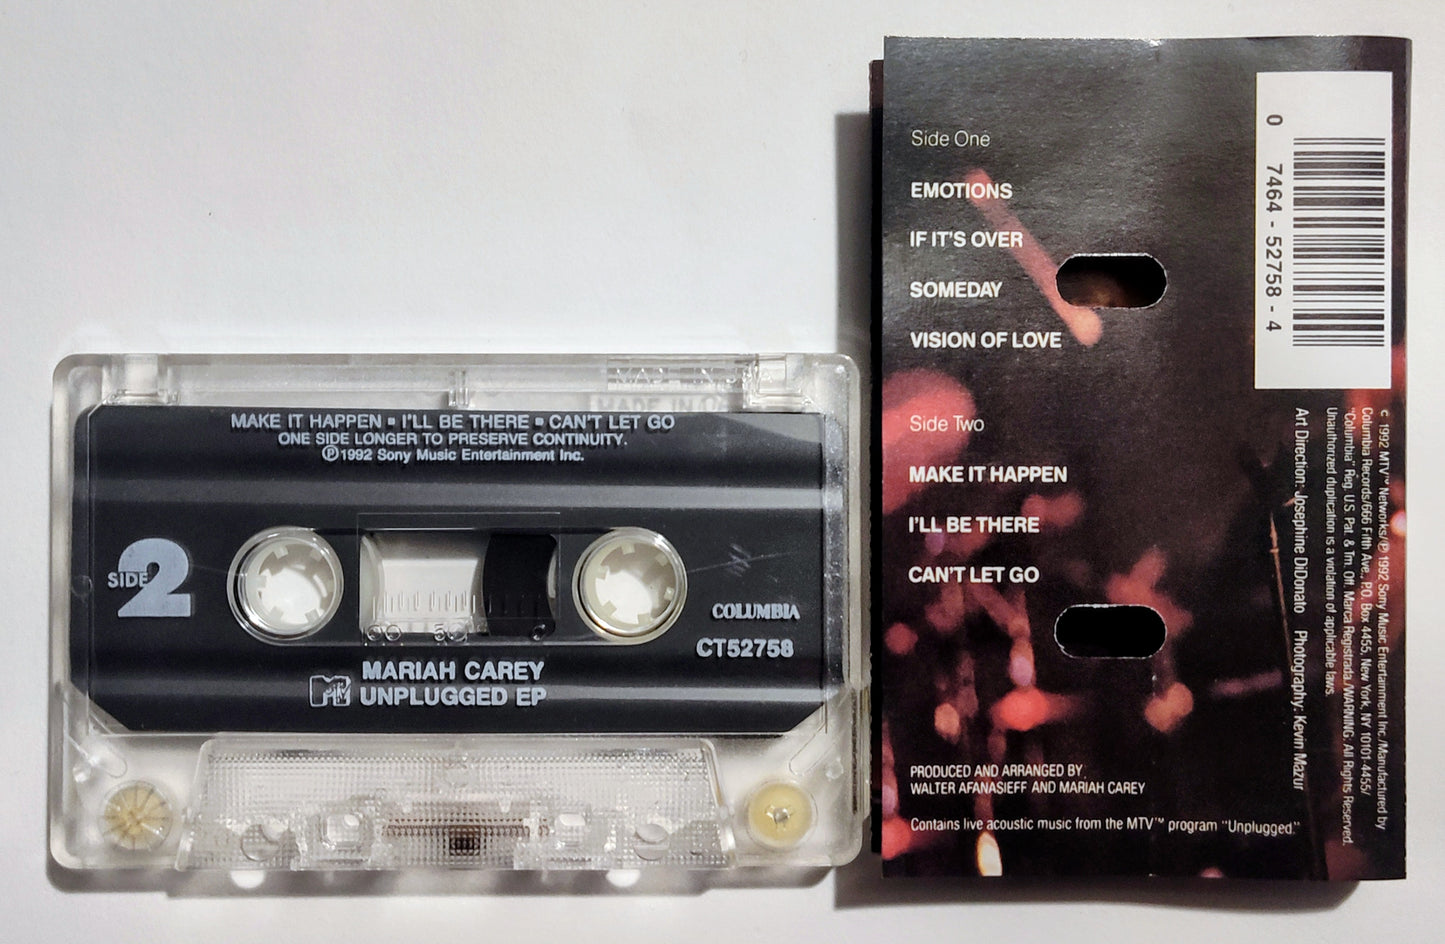 MAKE IT HAPPEN ▪ I'LL BE THERE ▪ CAN'T LET GO
ONE SIDE LONGER TO PRESERVE CONTINUITY.
℗1992 Sony Music Entertainment Inc.
SIDE 2
COLUMBIA
CT52758
MARIAH CAREY
MTV UNPLUGGED EP
Side One
EMOTIONS
IF IT'S OVER
SOMEDAY
VISION OF LOVE
Side Two
MAKE IT HAPPEN
I'LL BE THERE
CAN'T LET GO
PRODUCED AND ARRANGED BY
WALTER AFANASIEFF AND MARIAH CAREY
Contains live acoustic music from the MTV™ program "Unplugged."
0 7464-52758-4
c 1992 MTV™ Networks/℗ 1992 Sony Music Entertainment Inc./Manufactured by
Columbia Records/666 Fifth Ave., P.O. Box 4455, New York, NY 10101-4455/
"Columbia" Reg. U.S. Pat. & Tm. Off. Marca Registrada./WARNING: All Rights Reserved.
Unauthorized duplication is a violation of applicable laws.
Art Direction: Josephine DiDonato Photography: Kevin Mazur